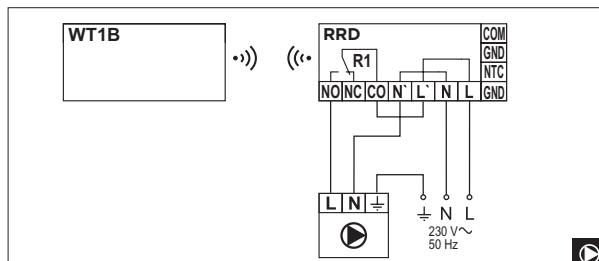 WT1B
RRD
COM
GND
NTC
GND
R1
NO NC CO N` L` N L
L N
N L
230 V~
50 Hz